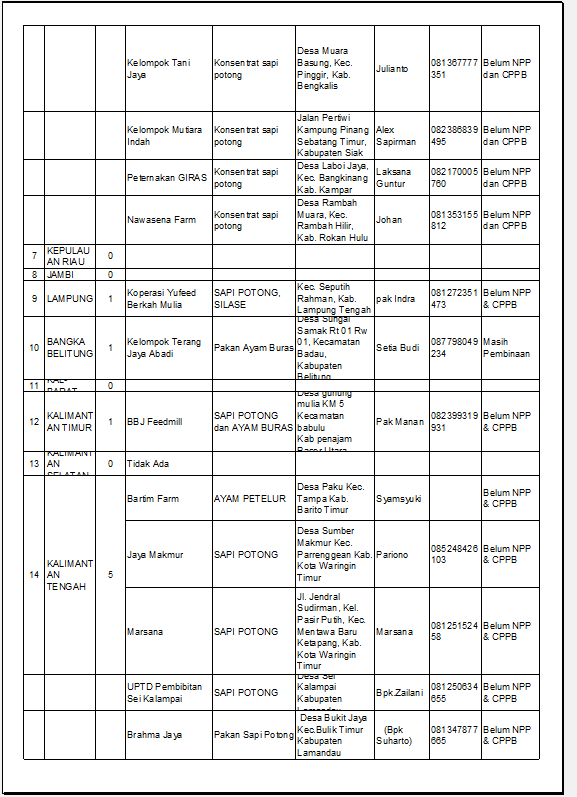 Kelompok Tani Jaya | Konsentrat sapi potong | Desa Muara Basung, Kec. Pinggir, Kab. Bengkalis | Julianto | 081367777351 | Belum NPP dan CPPB
Kelompok Mutiara Indah | Konsentrat sapi potong | Jalan Pertiwi Kampung Pinang Sebatang Timur, Kabupaten Siak | Alex Sapirman | 082386839495 | Belum NPP dan CPPB
Peternakan GIRAS | Konsentrat sapi potong | Desa Laboi Jaya, Kec. Bangkinang Kab. Kampar | Laksana Guntur | 082170005760 | Belum NPP dan CPPB
Nawasena Farm | Konsentrat sapi potong | Desa Rambah Muara, Kec. Rambah Hilir, Kab. Rokan Hulu | Johan | 081353155812 | Belum NPP dan CPPB
7 | KEPULAUAN RIAU | 0
8 | JAMBI | 0
9 | LAMPUNG | 1 | Koperasi Yufeed Berkah Mulia | SAPI POTONG, SILASE | Kec. Seputih Rahman, Kab. Lampung Tengah | pak Indra | 081272351473 | Belum NPP & CPPB
10 | BANGKA BELITUNG | 1 | Kelompok Terang Jaya Abadi | Pakan Ayam Buras | Desa Sungai Samak Rt 01 Rw 01, Kecamatan Badau, Kabupaten Belitung | Setia Budi | 087798049234 | Masih Pembinaan
11 | KAL-BARAT | 0
12 | KALIMANTAN TIMUR | 1 | BBJ Feedmill | SAPI POTONG dan AYAM BURAS | Desa gunung mulia KM 5 Kecamatan babulu Kab penajam Paser Utara | Pak Manan | 082399319931 | Belum NPP & CPPB
13 | KALIMANTAN SELATAN | 0 | Tidak Ada
14 | KALIMANTAN TENGAH | 5 | Bartim Farm | AYAM PETELUR | Desa Paku Kec. Tampa Kab. Barito Timur | Syamsyuki | Belum NPP & CPPB
Jaya Makmur | SAPI POTONG | Desa Sumber Makmur Kec. Parrenggean Kab. Kota Waringin Timur | Pariono | 085248426103 | Belum NPP & CPPB
Marsana | SAPI POTONG | Jl. Jendral Sudirman, Kel. Pasir Putih, Kec. Mentawa Baru Ketapang, Kab. Kota Waringin Timur | Marsana | 08125152458 | Belum NPP & CPPB
UPTD Pembibitan Sei Kalampai | SAPI POTONG | Desa Sei Kalampai Kabupaten Lamandau | Bpk.Zailani | 081250634655 | Belum NPP & CPPB
Brahma Jaya | Pakan Sapi Potong | Desa Bukit Jaya Kec.Bulik Timur Kabupaten Lamandau | (Bpk Suharto) | 081347877665 | Belum NPP & CPPB